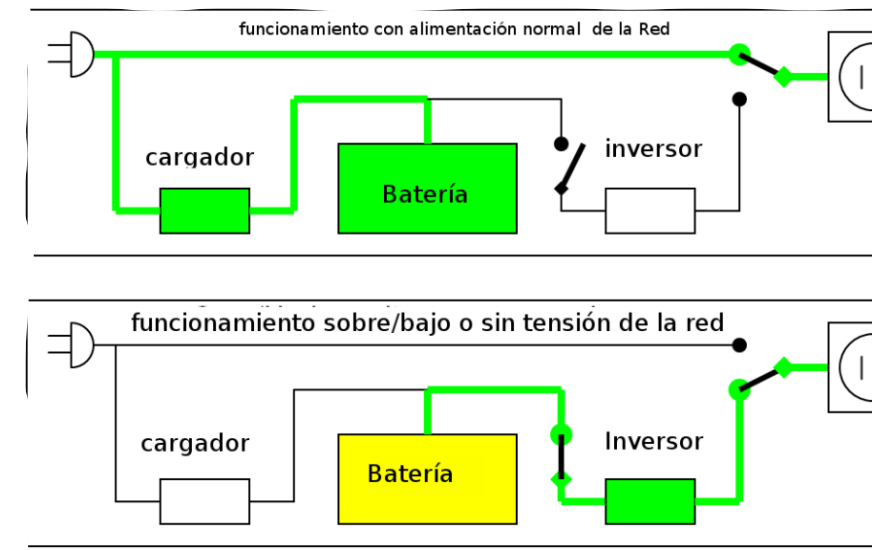 funcionamiento con alimentación normal de la Red
cargador
inversor
Batería
funcionamiento sobre/bajo o sin tensión de la red
cargador
Inversor
Batería